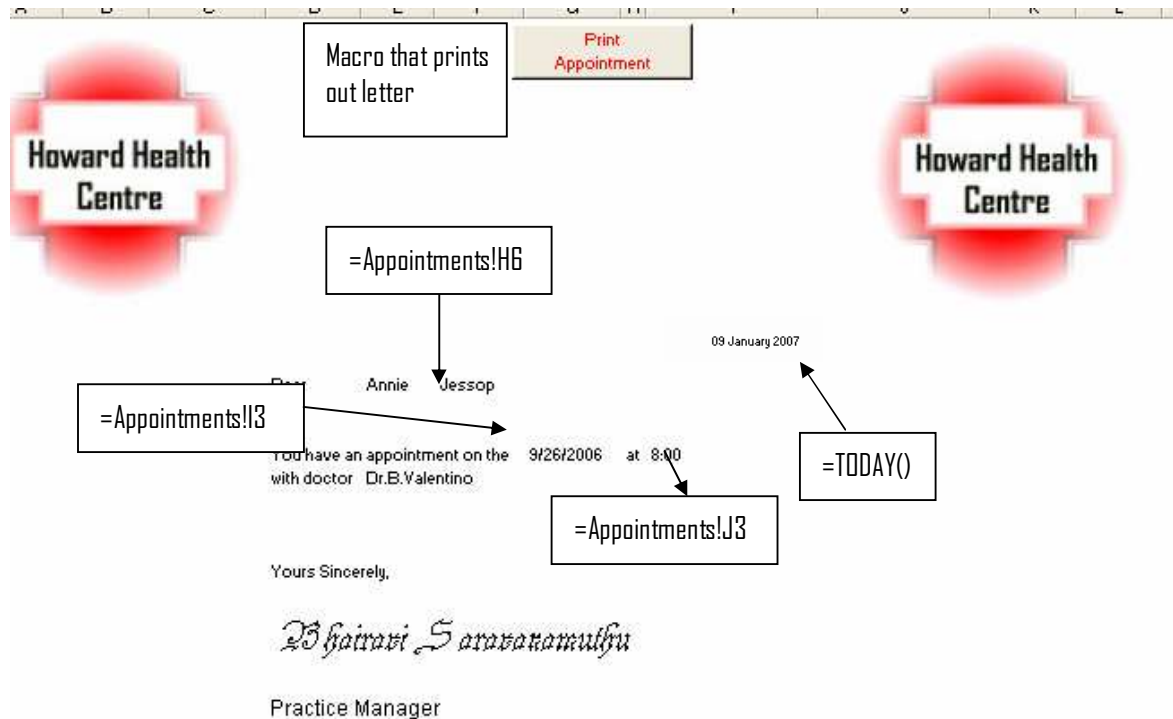 Macro that prints
out letter
Print
Appointment
Howard Health
Centre
Howard Health
Centre
=Appointments!H6
09 January 2007
Annie Jessop
=Appointments!I3
You have an appointment on the 9/26/2006 at 8:00
with doctor Dr.B.Valentino
=TODAY()
=Appointments!J3
Yours Sincerely,
Bhairavi Saravanamuthu
Practice Manager